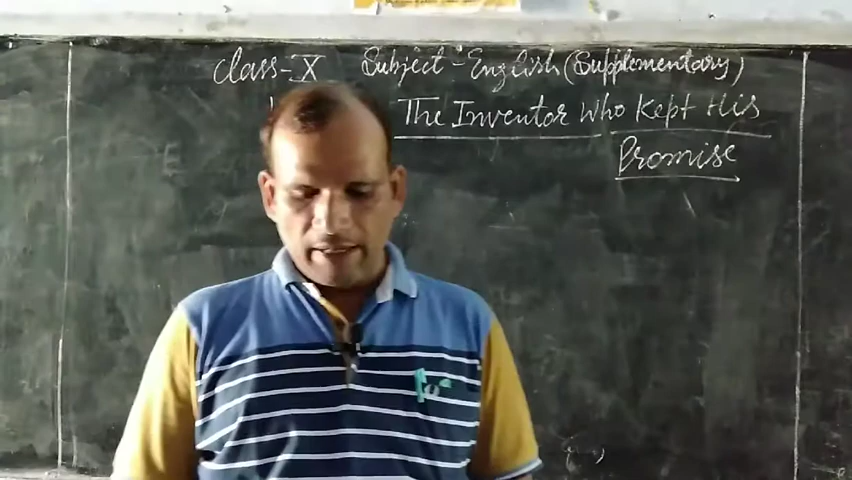 Class-X Subject-English (Supplementary)
The Inventor Who Kept His
Promise